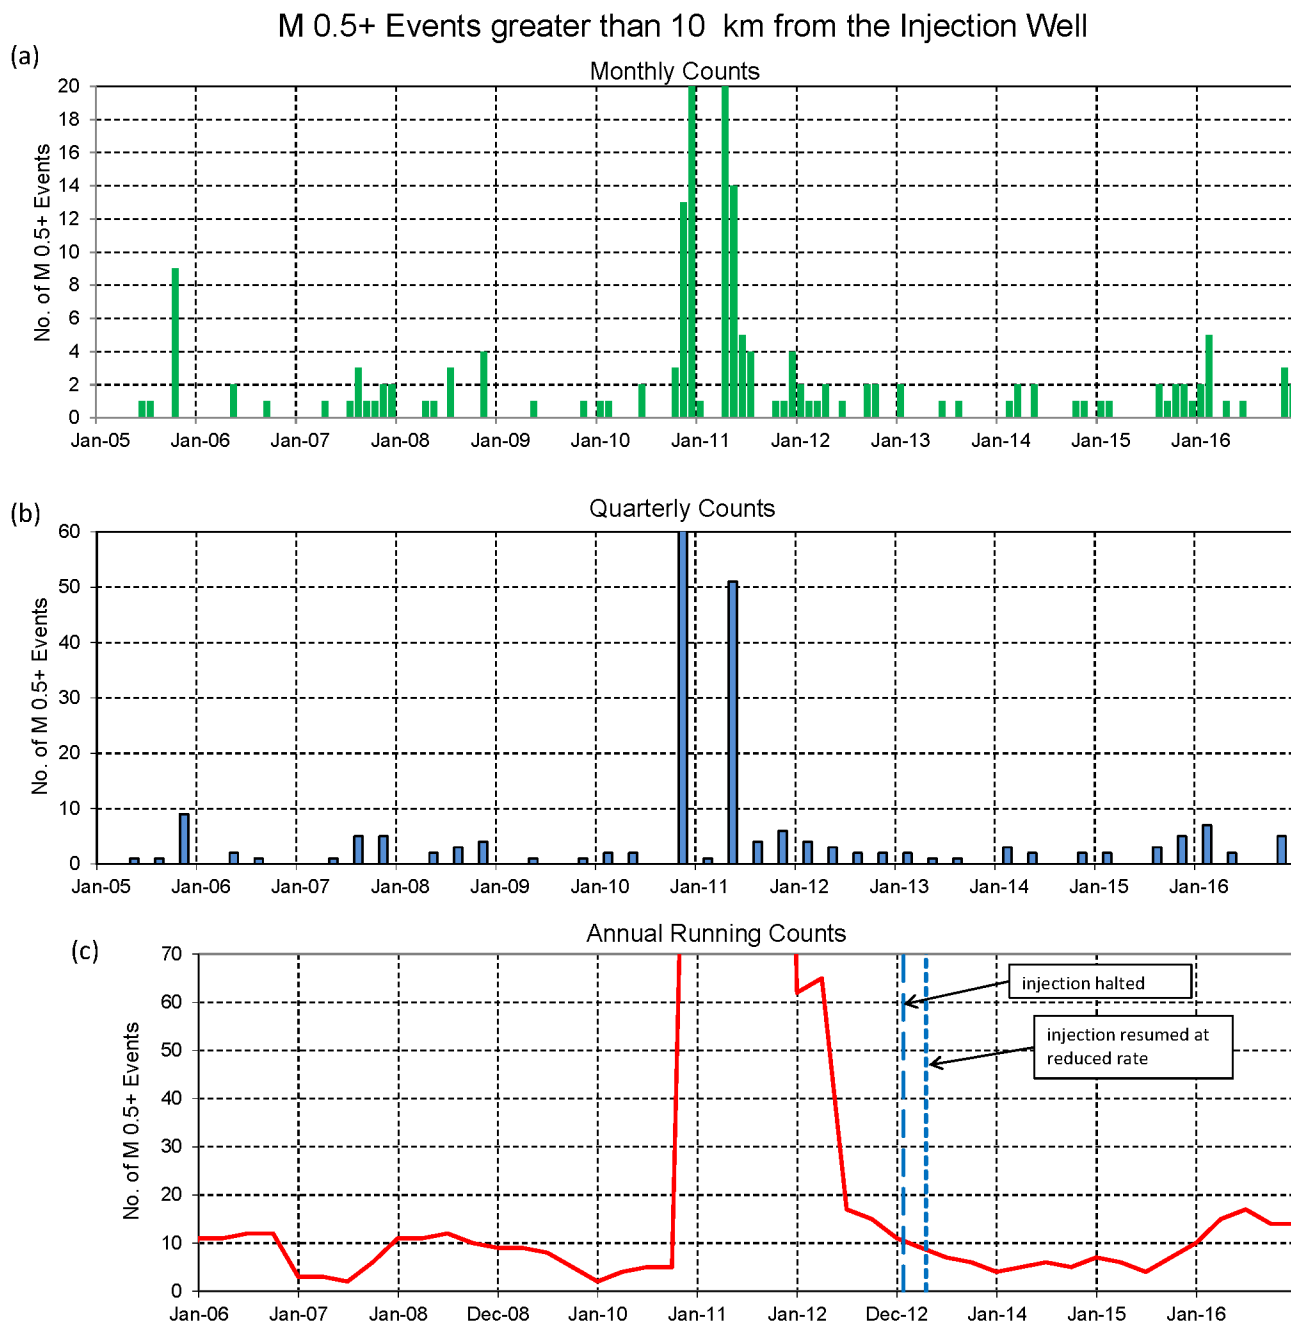 M 0.5+ Events greater than 10 km from the Injection Well
(a)
Monthly Counts
No. of M 0.5+ Events
20
18
16
14
12
10
8
6
4
2
0
Jan-05 Jan-06 Jan-07 Jan-08 Jan-09 Jan-10 Jan-11 Jan-12 Jan-13 Jan-14 Jan-15 Jan-16
(b)
Quarterly Counts
No. of M 0.5+ Events
60
50
40
30
20
10
0
Jan-05 Jan-06 Jan-07 Jan-08 Jan-09 Jan-10 Jan-11 Jan-12 Jan-13 Jan-14 Jan-15 Jan-16
(c)
Annual Running Counts
No. of M 0.5+ Events
70
60
50
40
30
20
10
0
injection halted
injection resumed at
reduced rate
Jan-06 Jan-07 Jan-08 Dec-08 Jan-10 Jan-11 Jan-12 Dec-12 Jan-14 Jan-15 Jan-16